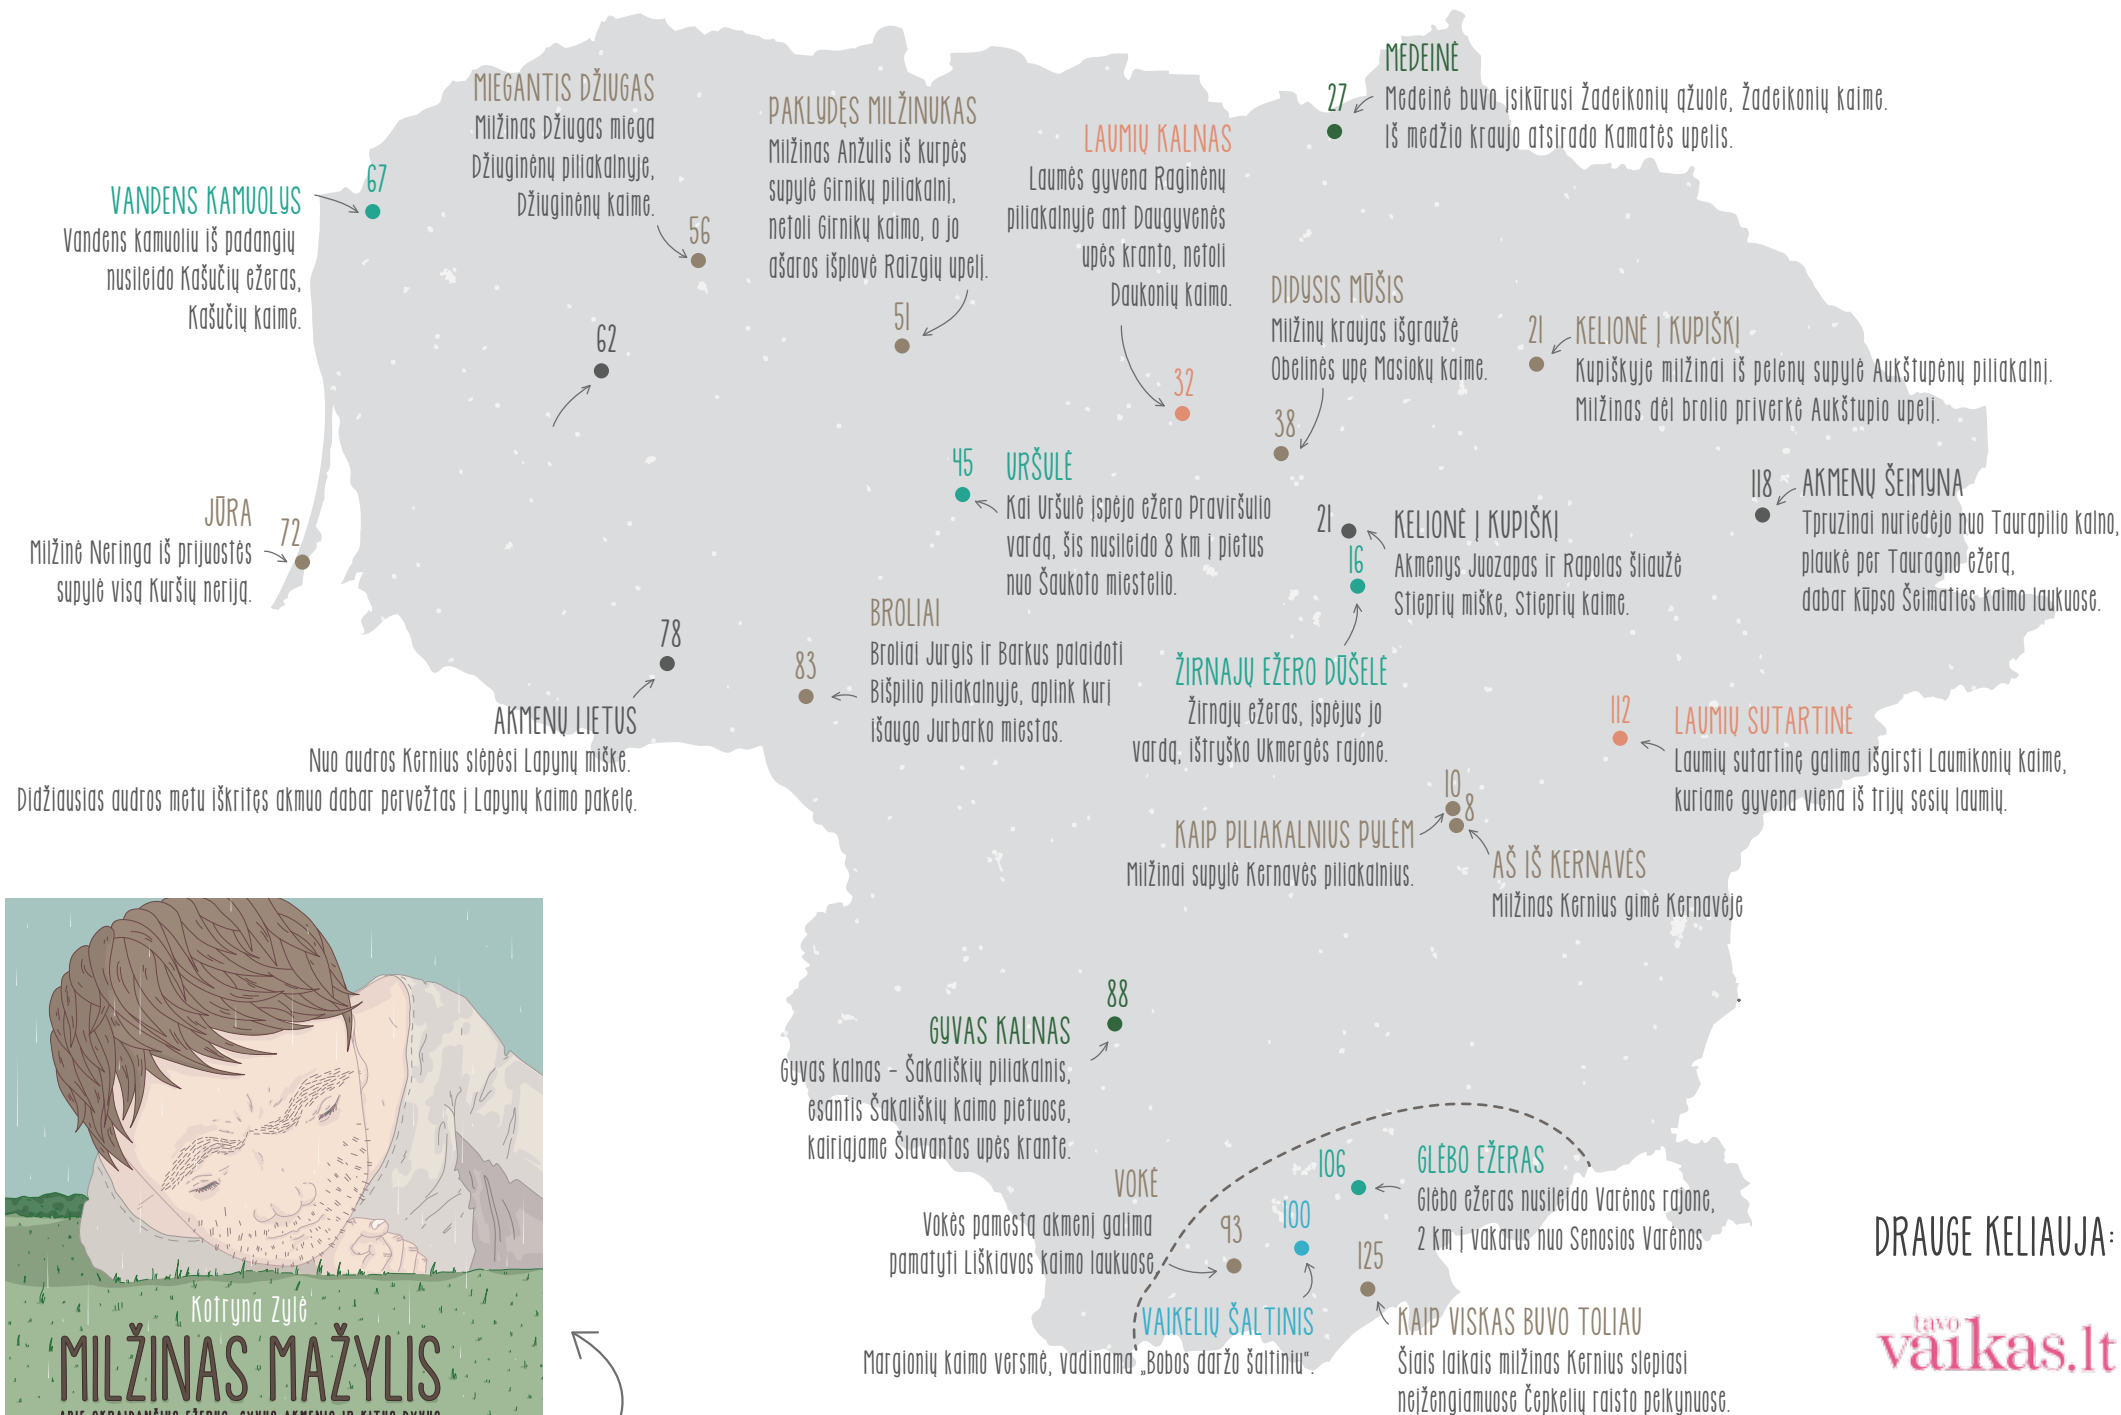 MEDEINĖ
27
Medeinė buvo įsikūrusi Žadeikonių ąžuole, Žadeikonių kaime.
Iš medžio kraujo atsirado Kamatės upelis.
MIEGANTIS DŽIUGAS
Milžinas Džiugas miega
Džiuginėnų piliakalnyje,
Džiuginėnų kaime.
56
PAKLYDĘS MILŽINUKAS
Milžinas Anžulis iš kurpės
supylė Girnikų piliakalnį,
netoli Girnikų kaimo, o jo
ašaros išplovė Raizgių upelį.
51
LAUMIŲ KALNAS
Laumės gyvena Raginėnų
piliakalnyje ant Daugyvenės
upės kranto, netoli
Daukonių kaimo.
32
67
VANDENS KAMUOLYS
Vandens kamuoliu iš padangių
nusileido Kašučių ežeras,
Kašučių kaime.
62
DIDYSIS MŪŠIS
Milžinų kraujas išgraužė
Obelinės upę Masiokų kaime.
38
21
KELIONĖ Į KUPIŠKĮ
Kupiškyje milžinai iš pelenų supylė Aukštupėnų piliakalnį.
Milžinas dėl brolio priverkė Aukštupio upelį.
45
URŠULĖ
Kai Uršulė įspėjo ežero Praviršulio
vardą, šis nusileido 8 km į pietus
nuo Šaukoto miestelio.
118
AKMENŲ ŠEIMYNA
Tpruzinai nuriedėjo nuo Taurapilio kalno,
plaukė per Tauragno ežerą,
dabar kūpso Šeimaties kaimo laukuose.
JŪRA
72
Milžinė Neringa iš prijuostės
supylė visą Kuršių neriją.
21
KELIONĖ Į KUPIŠKĮ
Akmenys Juozapas ir Rapolas šliaužė
Stieprių miške, Stieprių kaime.
16
ŽIRNAJŲ EŽERO DŪŠELĖ
Žirnajų ežeras, įspėjus jo
vardą, ištryško Ukmergės rajone.
BROLIAI
83
Broliai Jurgis ir Barkus palaidoti
Bišpilio piliakalnyje, aplink kurį
išaugo Jurbarko miestas.
78
AKMENŲ LIETUS
Nuo audros Kernius slėpėsi Lapynų miške.
Didžiausias audros metu iškritęs akmuo dabar pervežtas į Lapynų kaimo pakelę.
112
LAUMIŲ SUTARTINĖ
Laumių sutartinę galima išgirsti Laumikonių kaime,
kuriame gyvena viena iš trijų sesių laumių.
10
8
KAIP PILIAKALNIUS PYLĖM
Milžinai supylė Kernavės piliakalnius.
AŠ IŠ KERNAVĖS
Milžinas Kernius gimė Kernavėje
88
GYVAS KALNAS
Gyvas kalnas – Šakališkių piliakalnis,
esantis Šakališkių kaimo pietuose,
kairiąjame Šlavantos upės krante.
VOKĖ
Vokės pamestą akmenį galima
pamatyti Liškiavos kaimo laukuose
93
100
VAIKELIŲ ŠALTINIS
Margionių kaimo versmė, vadinama „Bobos daržo šaltiniu“.
106
GLĖBO EŽERAS
Glėbo ežeras nusileido Varėnos rajone,
2 km į vakarus nuo Senosios Varėnos
125
KAIP VISKAS BUVO TOLIAU
Šiais laikais milžinas Kernius slepiasi
neįžengiamuose Čepkelių raisto pelkynuose.
Kotryna Zylė
MILŽINAS MAŽYLIS
APIE SKRAIDANČIUS EŽERUS, GYVUS AKMENIS IR KITUS DYVUS
DRAUGE KELIAUJA:
tavo
vaikas.lt